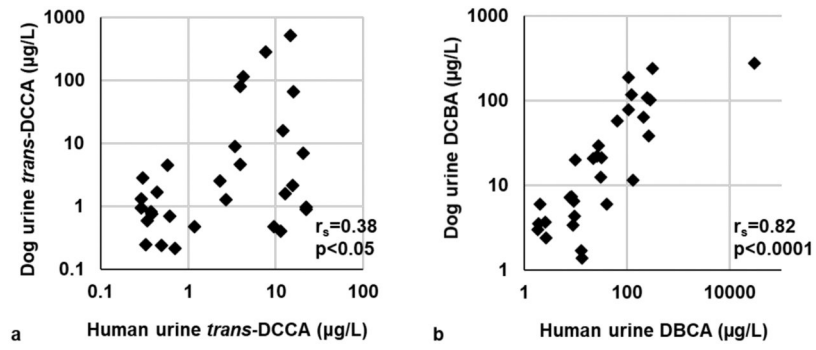 Dog urine trans-DCCA (µg/L)
1000
100
10
1
0.1
0.1 1 10 100
rs=0.38
p<0.05
a Human urine trans-DCCA (µg/L)
Dog urine DCBA (µg/L)
1000
100
10
1
1 100 10000
rs=0.82
p<0.0001
b Human urine DBCA (µg/L)